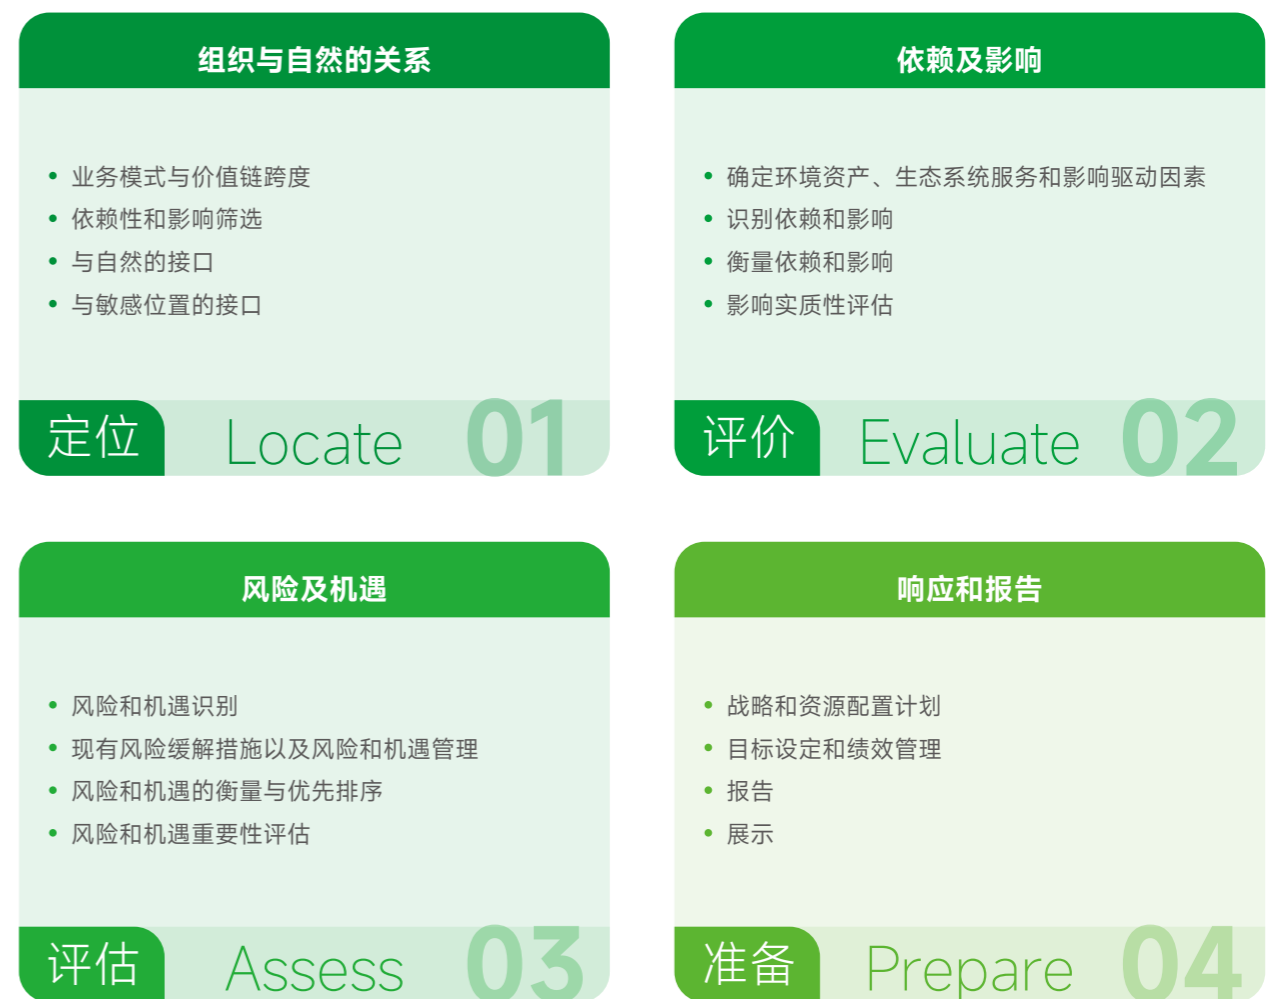 组织与自然的关系
• 业务模式与价值链跨度
• 依赖性和影响筛选
• 与自然的接口
• 与敏感位置的接口
定位 Locate 01
依赖及影响
• 确定环境资产、生态系统服务和影响驱动因素
• 识别依赖和影响
• 衡量依赖和影响
• 影响实质性评估
评价 Evaluate 02
风险及机遇
• 风险和机遇识别
• 现有风险缓解措施以及风险和机遇管理
• 风险和机遇的衡量与优先排序
• 风险和机遇重要性评估
评估 Assess 03
响应和报告
• 战略和资源配置计划
• 目标设定和绩效管理
• 报告
• 展示
准备 Prepare 04